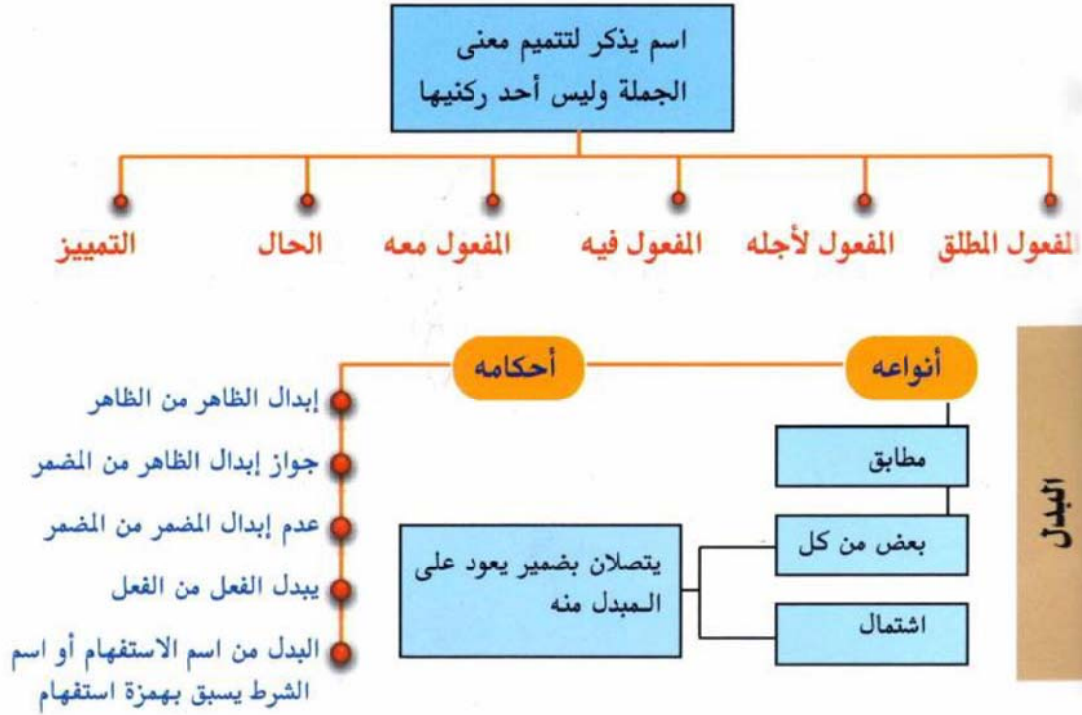 اسم يذكر لتتميم معنى
الجملة وليس أحد ركنيها
المفعول المطلق
المفعول لأجله
المفعول فيه
المفعول معه
الحال
التمييز
البدل
أنواعه
مطابق
بعض من كل
اشتمال
يتصلان بضمير يعود على
المبدل منه
أحكامه
إبدال الظاهر من الظاهر
جواز إبدال الظاهر من المضمر
عدم إبدال المضمر من المضمر
يبدل الفعل من الفعل
البدل من اسم الاستفهام أو اسم
الشرط يسبق بهمزة استفهام